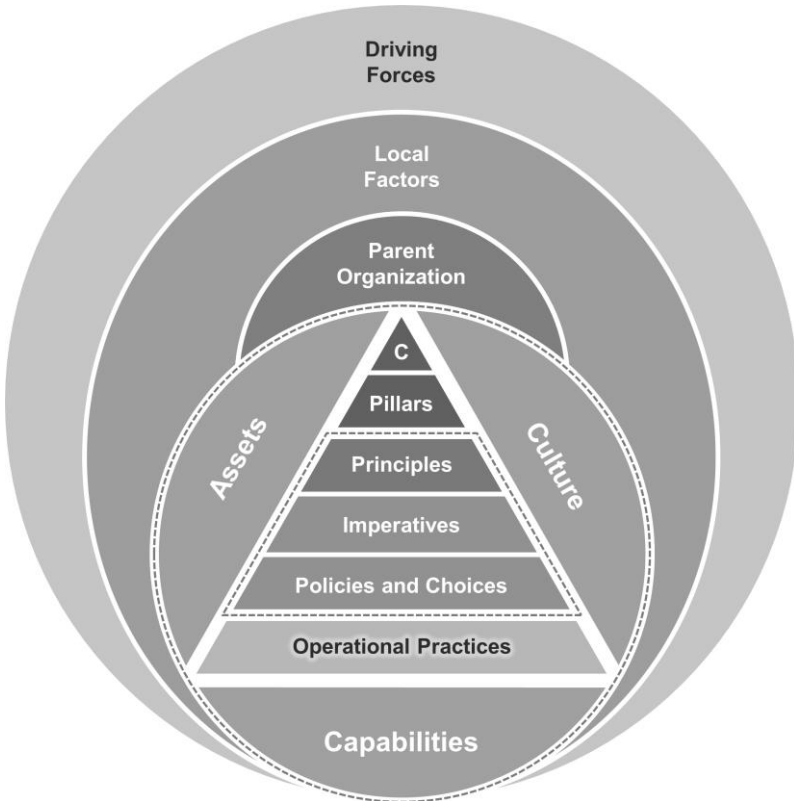 Driving
Forces
Local
Factors
Parent
Organization
C
Pillars
Assets
Culture
Principles
Imperatives
Policies and Choices
Operational Practices
Capabilities